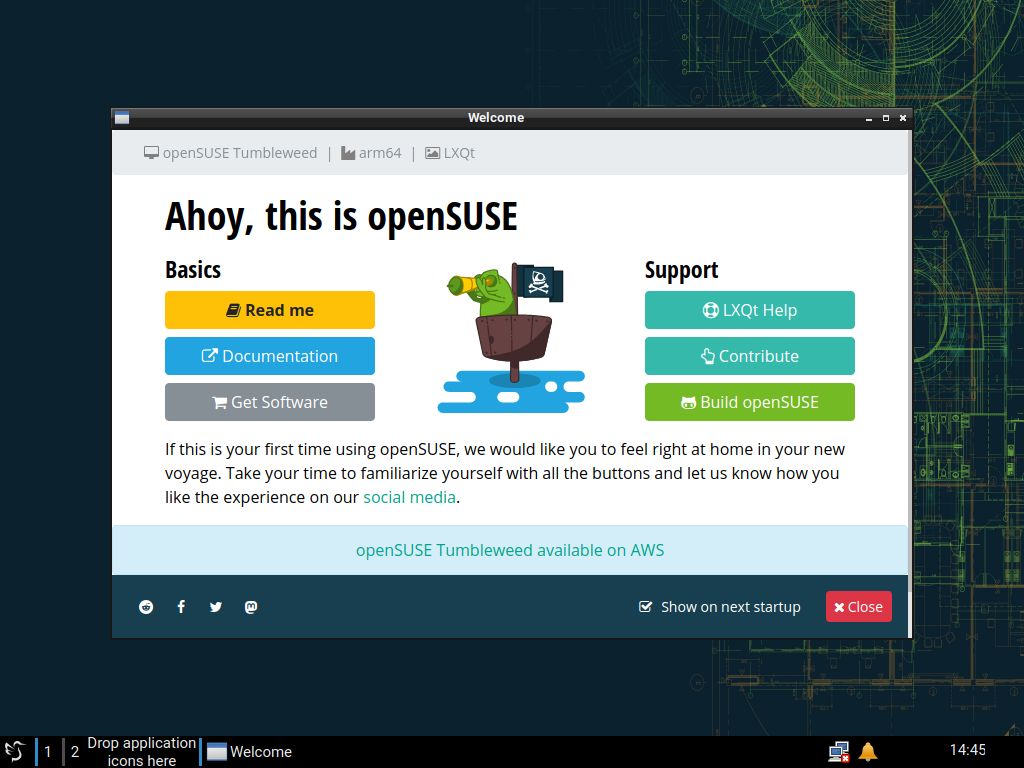 Welcome
openSUSE Tumbleweed | arm64 | LXQt
Ahoy, this is openSUSE
Basics
Read me
Documentation
Get Software
Support
LXQt Help
Contribute
Build openSUSE
If this is your first time using openSUSE, we would like you to feel right at home in your new
voyage. Take your time to familiarize yourself with all the buttons and let us know how you
like the experience on our social media.
openSUSE Tumbleweed available on AWS
Show on next startup
Close
1
2
Drop application
icons here
Welcome
14:45